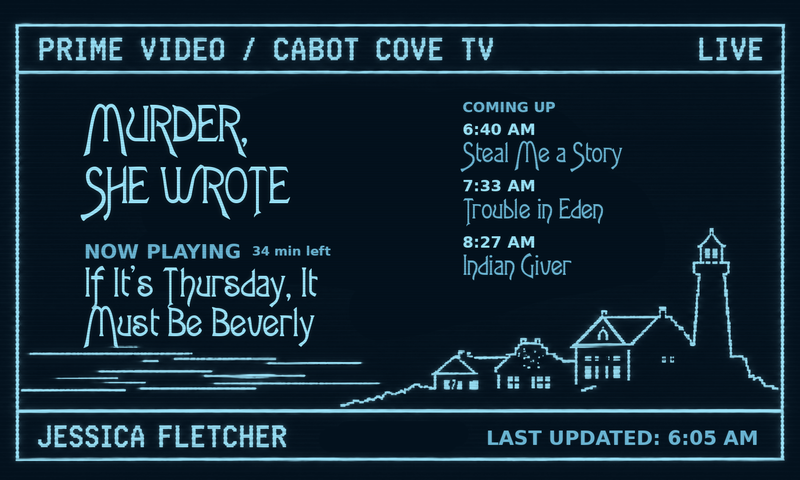 PRIME VIDEO / CABOT COVE TV
LIVE
MURDER,
SHE WROTE
NOW PLAYING 34 min left
If It's Thursday, It
Must Be Beverly
COMING UP
6:40 AM
Steal Me a Story
7:33 AM
Trouble in Eden
8:27 AM
Indian Giver
JESSICA FLETCHER
LAST UPDATED: 6:05 AM